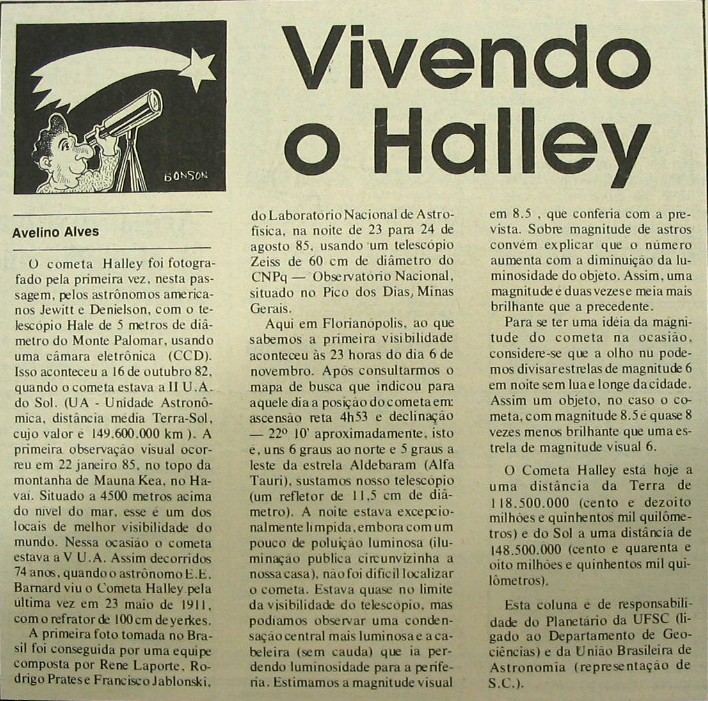 Vivendo
o Halley
BONSON
Avelino Alves
O cometa Halley foi fotogra-
fado pela primeira vez, nesta pas-
sagem, pelos astrônomos america-
nos Jewitt e Denielson, com o te-
lescópio Hale de 5 metros de diâ-
metro do Monte Palomar, usando
uma câmara eletrônica (CCD).
Isso aconteceu a 16 de outubro 82,
quando o cometa estava a II U.A.
do Sol. (UA - Unidade Astronô-
mica, distância média Terra-Sol,
cujo valor é 149.600.000 km). A
primeira observação visual ocor-
reu em 22 janeiro 85, no topo da
montanha de Mauna Kea, no Ha-
vaí. Situado a 4500 metros acima
do nível do mar, esse é um dos
locais de melhor visibilidade do
mundo. Nessa ocasião o cometa
estava a V U.A. Assim decorridos
74 anos, quando o astrônomo E.E.
Barnard viu o Cometa Halley pela
última vez em 23 maio de 1911,
com o refrator de 100 cm de yerkes.
A primeira foto tomada no Bra-
sil foi conseguida por uma equipe
composta por Rene Laporte, Ro-
drigo Prates e Francisco Jablonski,
do Laboratório Nacional de Astro-
física, na noite de 23 para 24 de
agosto 85, usando um telescópio
Zeiss de 60 cm de diâmetro do
CNPq — Observatório Nacional,
situado no Pico dos Dias, Minas
Gerais.
Aqui em Florianópolis, ao que
sabemos a primeira visibilidade
aconteceu às 23 horas do dia 6 de
novembro. Após consultarmos o
mapa de busca que indicou para
aquele dia a posição do cometa em:
ascensão reta 4h53 e declinação
— 22º 10' aproximadamente, isto
é, uns 6 graus ao norte e 5 graus a
leste da estrela Aldebaram (Alfa
Tauri), sustamos nosso telescópio
(um refletor de 11,5 cm de diâ-
metro). A noite estava excepcio-
nalmente límpida, embora com um
pouco de poluição luminosa (ilu-
minação pública circunvizinha a
nossa casa), não foi difícil localizar
o cometa. Estava quase no limite
da visibilidade do telescópio, mas
podíamos observar uma conden-
sação central mais luminosa e a ca-
beleira (sem cauda) que ia per-
dendo luminosidade para a perife-
ria. Estimamos a magnitude visual
em 8.5 , que conferia com a pre-
vista. Sobre magnitude de astros
convém explicar que o número
aumenta com a diminuição da lu-
minosidade do objeto. Assim, uma
magnitude é duas vezes e meia mais
brilhante que a precedente.
Para se ter uma idéia da magni-
tude do cometa na ocasião,
considere-se que a olho nu pode-
mos divisar estrelas de magnitude 6
em noite sem lua e longe da cidade.
Assim um objeto, no caso o co-
meta, com magnitude 8.5 é quase 8
vezes menos brilhante que uma es-
trela de magnitude visual 6.
O Cometa Halley está hoje a
uma distância da Terra de
118.500.000 (cento e dezoito
milhões e quinhentos mil quilôme-
tros) e do Sol a uma distância de
148.500.000 (cento e quarenta e
oito milhões e quinhentos mil qui-
lômetros).
Esta coluna é de responsabili-
dade do Planetário da UFSC (li-
gado ao Departamento de Geo-
ciências) e da União Brasileira de
Astronomia (representação de
S.C.).